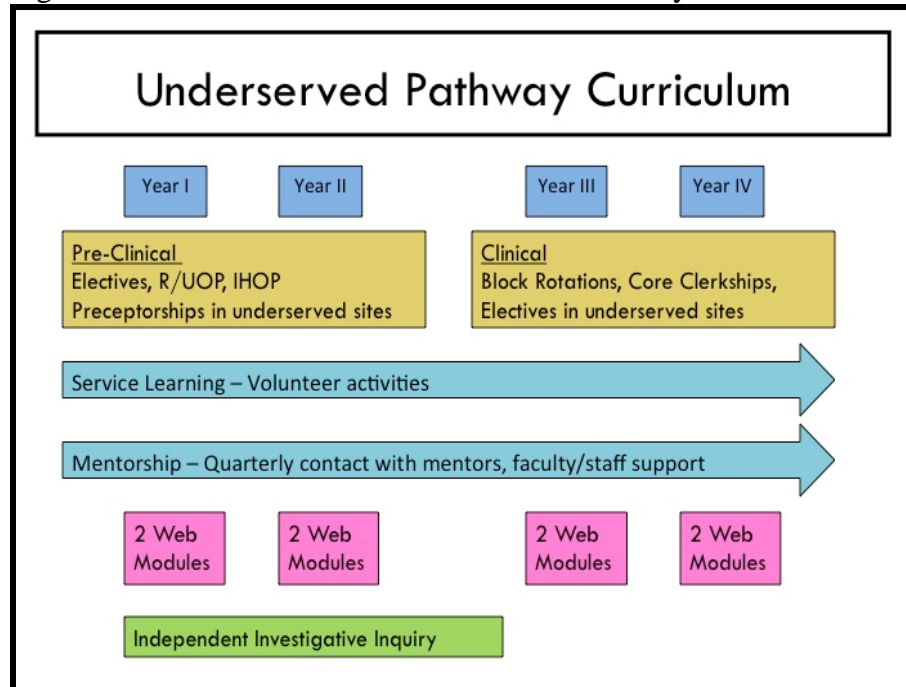 Underserved Pathway Curriculum
Year I
Year II
Year III
Year IV
Pre-Clinical
Electives, R/UOP, IHOP
Preceptorships in underserved sites
Clinical
Block Rotations, Core Clerkships,
Electives in underserved sites
Service Learning – Volunteer activities
Mentorship – Quarterly contact with mentors, faculty/staff support
2 Web
Modules
2 Web
Modules
2 Web
Modules
2 Web
Modules
Independent Investigative Inquiry